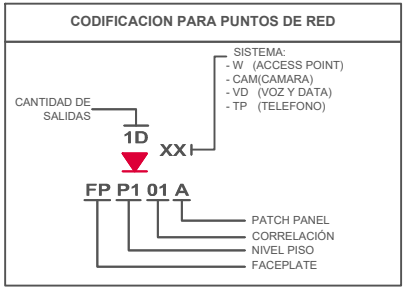 CODIFICACION PARA PUNTOS DE RED
SISTEMA:
- W (ACCESS POINT)
- CAM(CAMARA)
- VD (VOZ Y DATA)
- TP (TELEFONO)
CANTIDAD DE
SALIDAS
1D
XX
FP P1 01 A
PATCH PANEL
CORRELACIÓN
NIVEL PISO
FACEPLATE